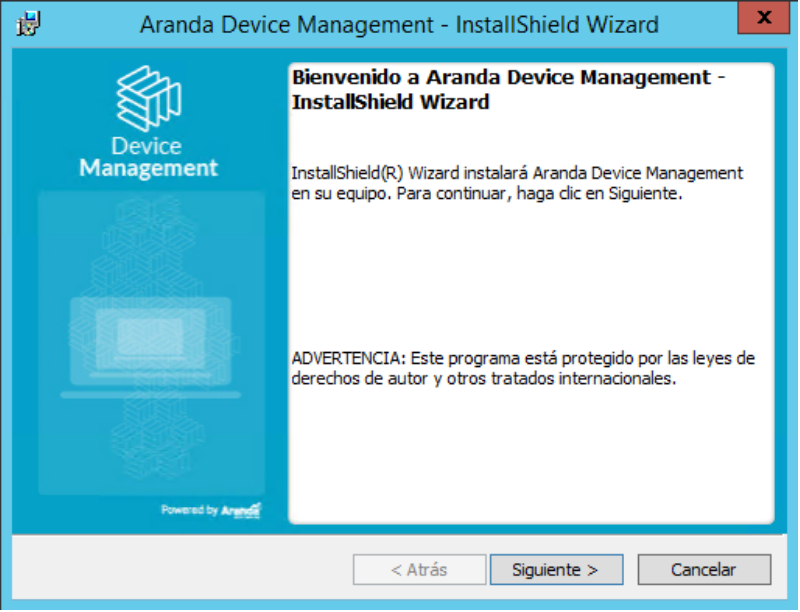 Aranda Device Management - InstallShield Wizard
x
Device
Management
Bienvenido a Aranda Device Management -
InstallShield Wizard
InstallShield(R) Wizard instalará Aranda Device Management
en su equipo. Para continuar, haga clic en Siguiente.
ADVERTENCIA: Este programa está protegido por las leyes de
derechos de autor y otros tratados internacionales.
Powered by Aranda
< Atrás
Siguiente >
Cancelar